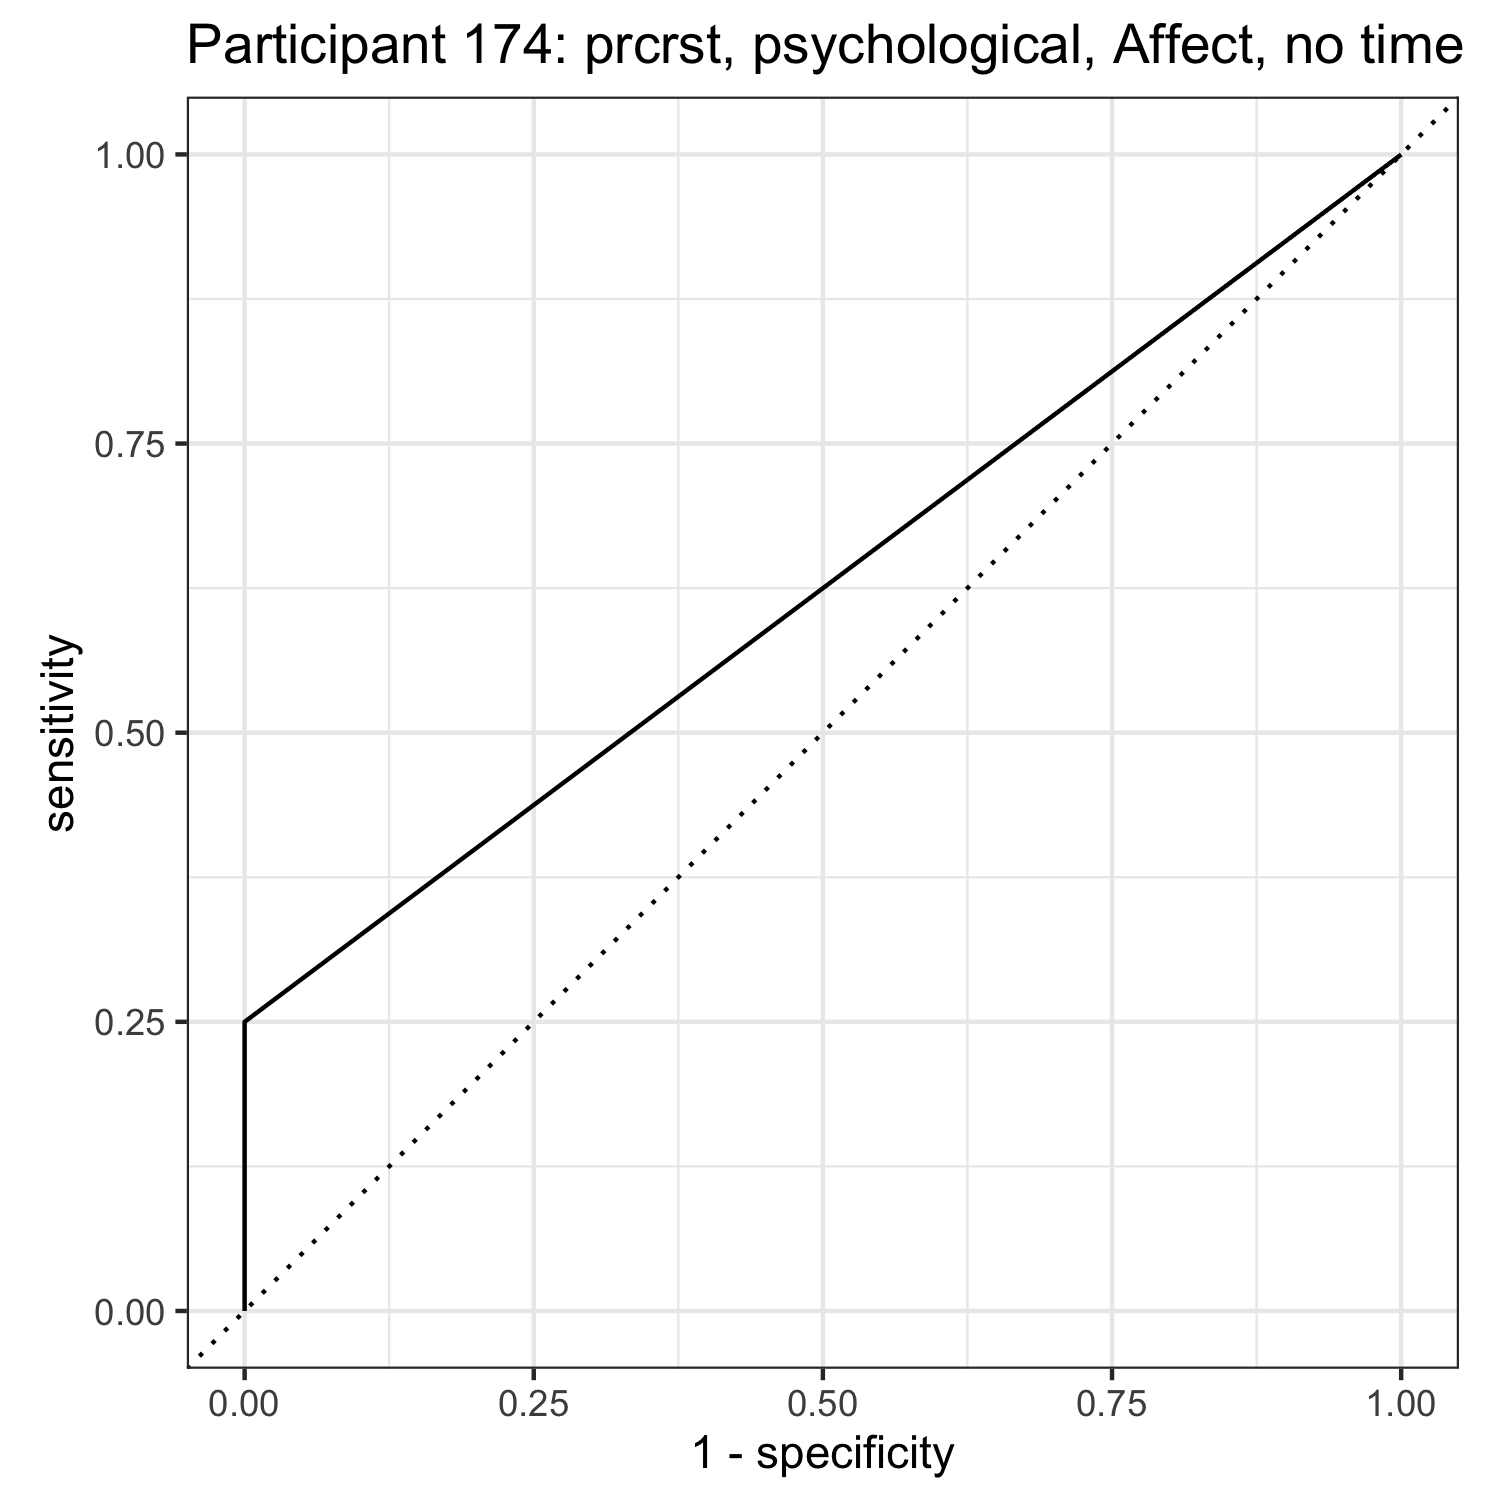 Participant 174: prcrst, psychological, Affect, no time
1.00
0.75
0.50
0.25
0.00
sensitivity
0.00 0.25 0.50 0.75 1.00
1 - specificity